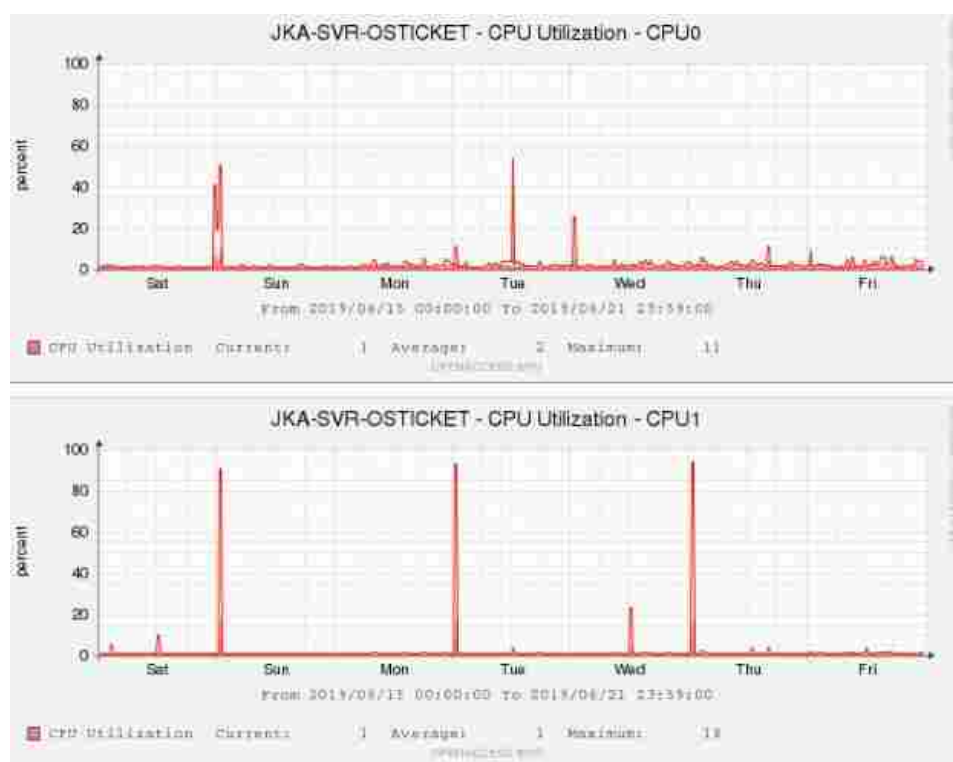 JKA-SVR-OSTICKET - CPU Utilization - CPU0
percent
100
80
60
40
20
0
Sat Sun Mon Tue Wed Thu Fri
From 2019/06/15 00:00:00 To 2019/06/21 23:59:00
CPU Utilization Current: 1 Average: 2 Maximum: 11
JKA-SVR-OSTICKET - CPU Utilization - CPU1
percent
100
80
60
40
20
0
Sat Sun Mon Tue Wed Thu Fri
From 2019/06/15 00:00:00 To 2019/06/21 23:59:00
CPU Utilization Current: 1 Average: 1 Maximum: